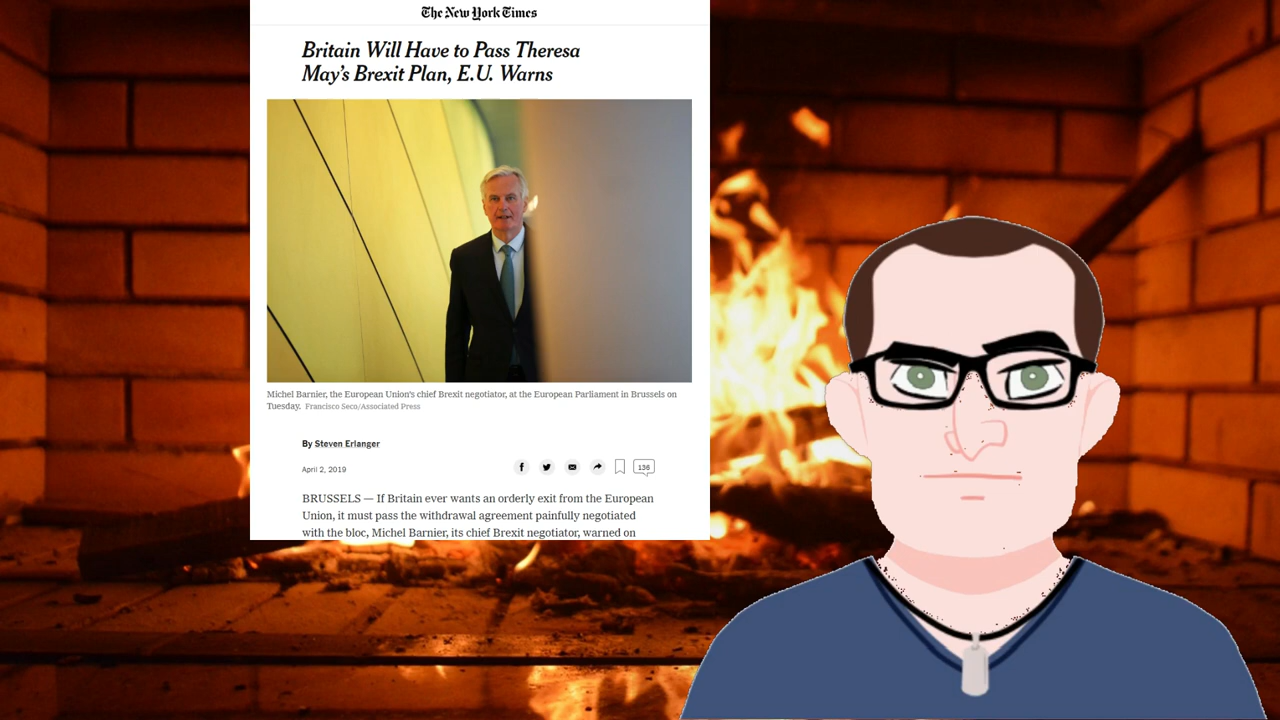 The New York Times
Britain Will Have to Pass Theresa
May's Brexit Plan, E.U. Warns
Michel Barnier, the European Union's chief Brexit negotiator, at the European Parliament in Brussels on
Tuesday. Francisco Seco/Associated Press
By Steven Erlanger
April 2, 2019
136
BRUSSELS — If Britain ever wants an orderly exit from the European
Union, it must pass the withdrawal agreement painfully negotiated
with the bloc, Michel Barnier, its chief Brexit negotiator, warned on